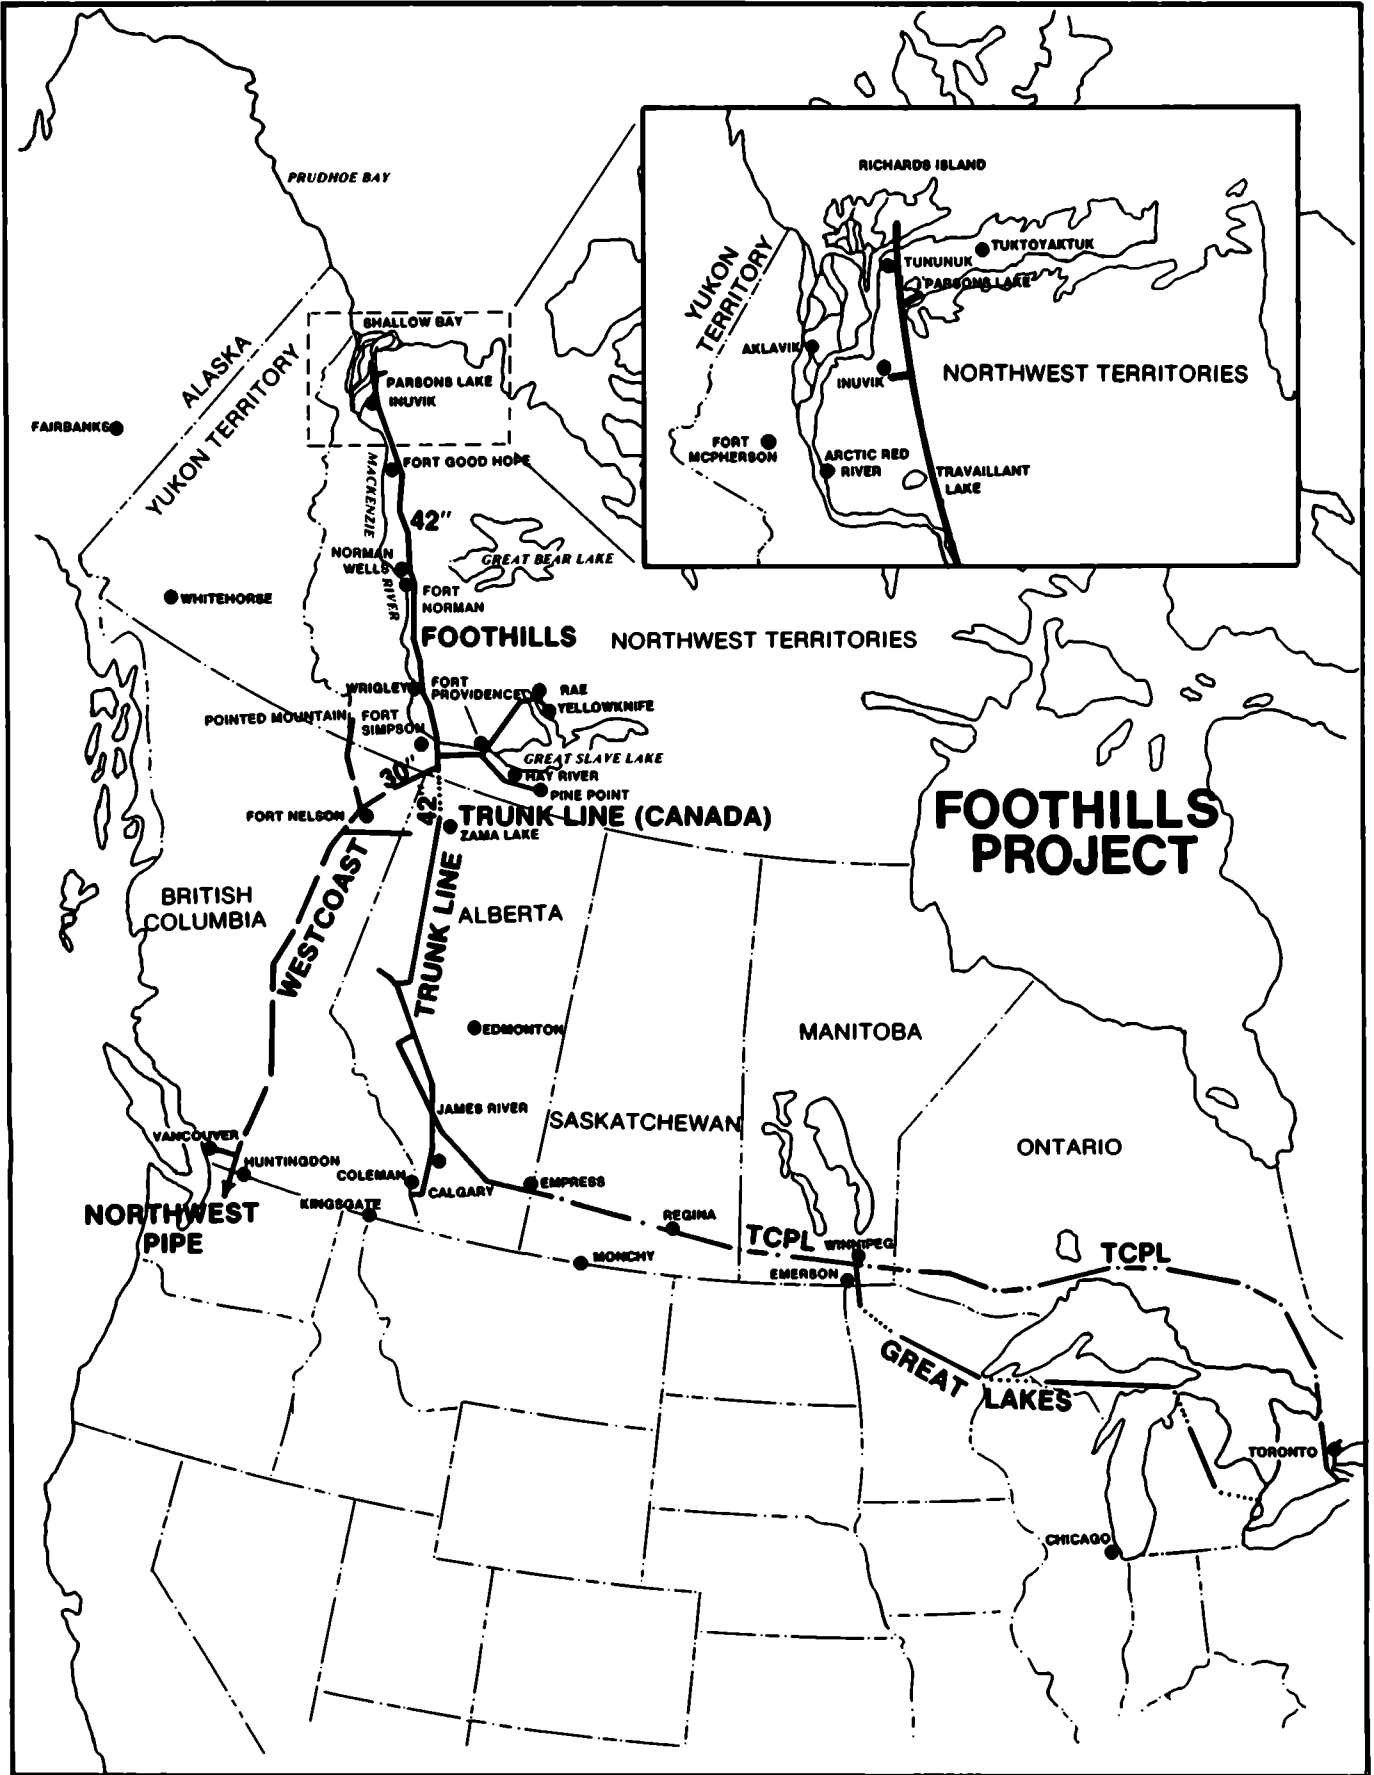 RICHARDS ISLAND
PRUDHOE BAY
TUKTOYAKTUK
TUNUNUK
PARSONS LAKE
YUKON
TERRITORY
AKLAVIK
INUVIK
NORTHWEST TERRITORIES
FORT
MCPHERSON
ARCTIC RED
RIVER
TRAVAILLANT
LAKE
SHALLOW BAY
ALASKA
YUKON TERRITORY
PARSONS LAKE
INUVIK
FAIRBANKS
FORT GOOD HOPE
MACKENZIE
RIVER
42"
NORMAN
WELLS
GREAT BEAR LAKE
FORT
NORMAN
WHITEHORSE
FOOTHILLS
NORTHWEST TERRITORIES
WRIGLEY
FORT
PROVIDENCE
RAE
YELLOWKNIFE
POINTED MOUNTAIN
FORT
SIMPSON
GREAT SLAVE LAKE
30"
HAY RIVER
PINE POINT
42
FORT NELSON
TRUNK LINE (CANADA)
ZAMA LAKE
FOOTHILLS
PROJECT
WESTCOAST
TRUNK LINE
BRITISH
COLUMBIA
ALBERTA
EDMONTON
MANITOBA
JAMES RIVER
SASKATCHEWAN
ONTARIO
VANCOUVER
HUNTINGDON
COLEMAN
CALGARY
EMPRESS
KINGSGATE
NORTHWEST
PIPE
REGINA
TCPL
WINNIPEG
MONCHY
EMERSON
TCPL
GREAT
LAKES
TORONTO
CHICAGO